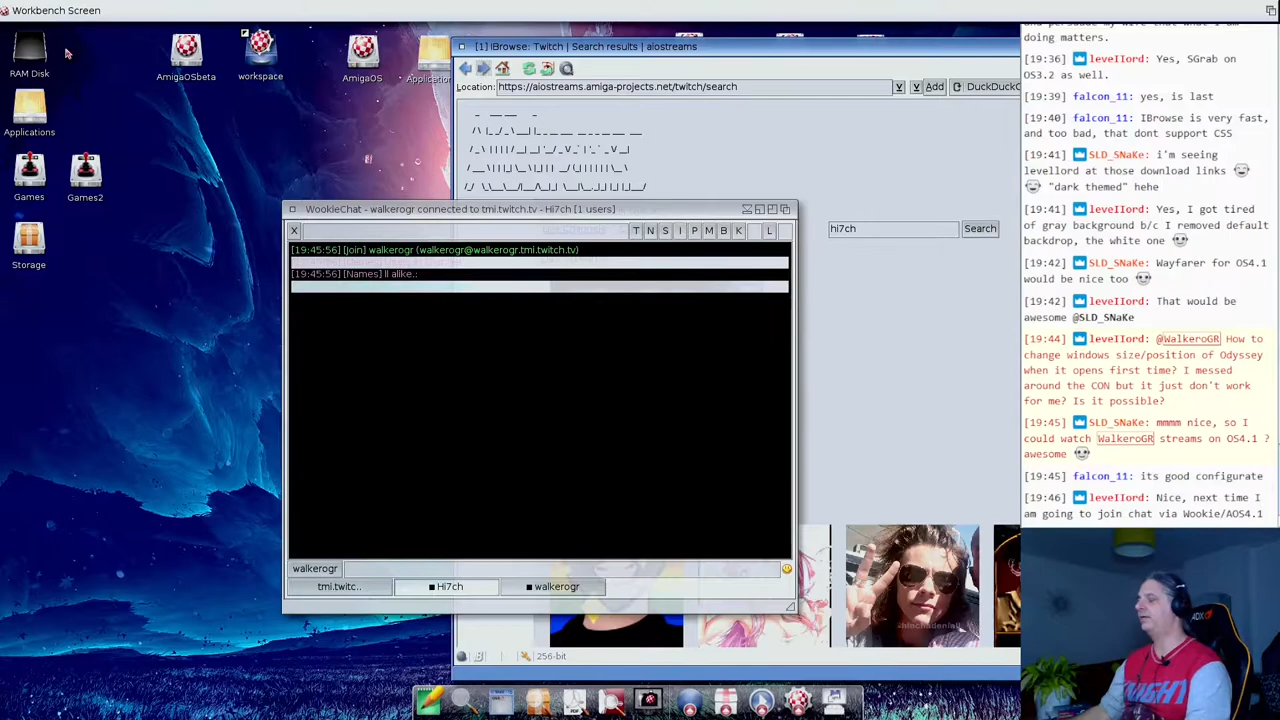 Workbench Screen
RAM Disk
AmigaOSbeta
workspace
AmigaOS
Applications
Games
Games2
Storage
[1] IBrowse: Twitch | Search results | aiostreams
Location: https://aiostreams.amiga-projects.net/twitch/search
Add
DuckDuckG
hi7ch
Search
WookieChat - walkerogr connected to tmi.twitch.tv - Hi7ch [1 users]
X T N S I P M B K L
[19:45:56] [Join] walkerogr (walkerogr@walkerogr.tmi.twitch.tv)
[19:45:56] [Names] ll alike.:
walkerogr
tmi.twitc..
Hi7ch
walkerogr
256-bit
doing matters.
[19:36] levelIord: Yes, SGrab on
OS3.2 as well.
[19:39] falcon_11: yes, is last
[19:40] falcon_11: IBrowse is very fast,
and too bad, that dont support CSS
[19:41] SLD_SNaKe: i'm seeing
levellord at those download links
"dark themed" hehe
[19:41] levelIord: Yes, I got tired
of gray background b/c I removed default
backdrop, the white one
[19:42] SLD_SNaKe: Wayfarer for OS4.1
would be nice too
[19:42] levelIord: That would be
awesome @SLD_SNaKe
[19:44] levelIord: @WalkeroGR How to
change windows size/position of Odyssey
when it opens first time? I messed
around the CON but it just don't work
for me? Is it possible?
[19:45] SLD_SNaKe: mmmm nice, so I
could watch WalkeroGR streams on OS4.1 ?
awesome
[19:45] falcon_11: its good configurate
[19:46] levelIord: Nice, next time I
am going to join chat via Wookie/AOS4.1